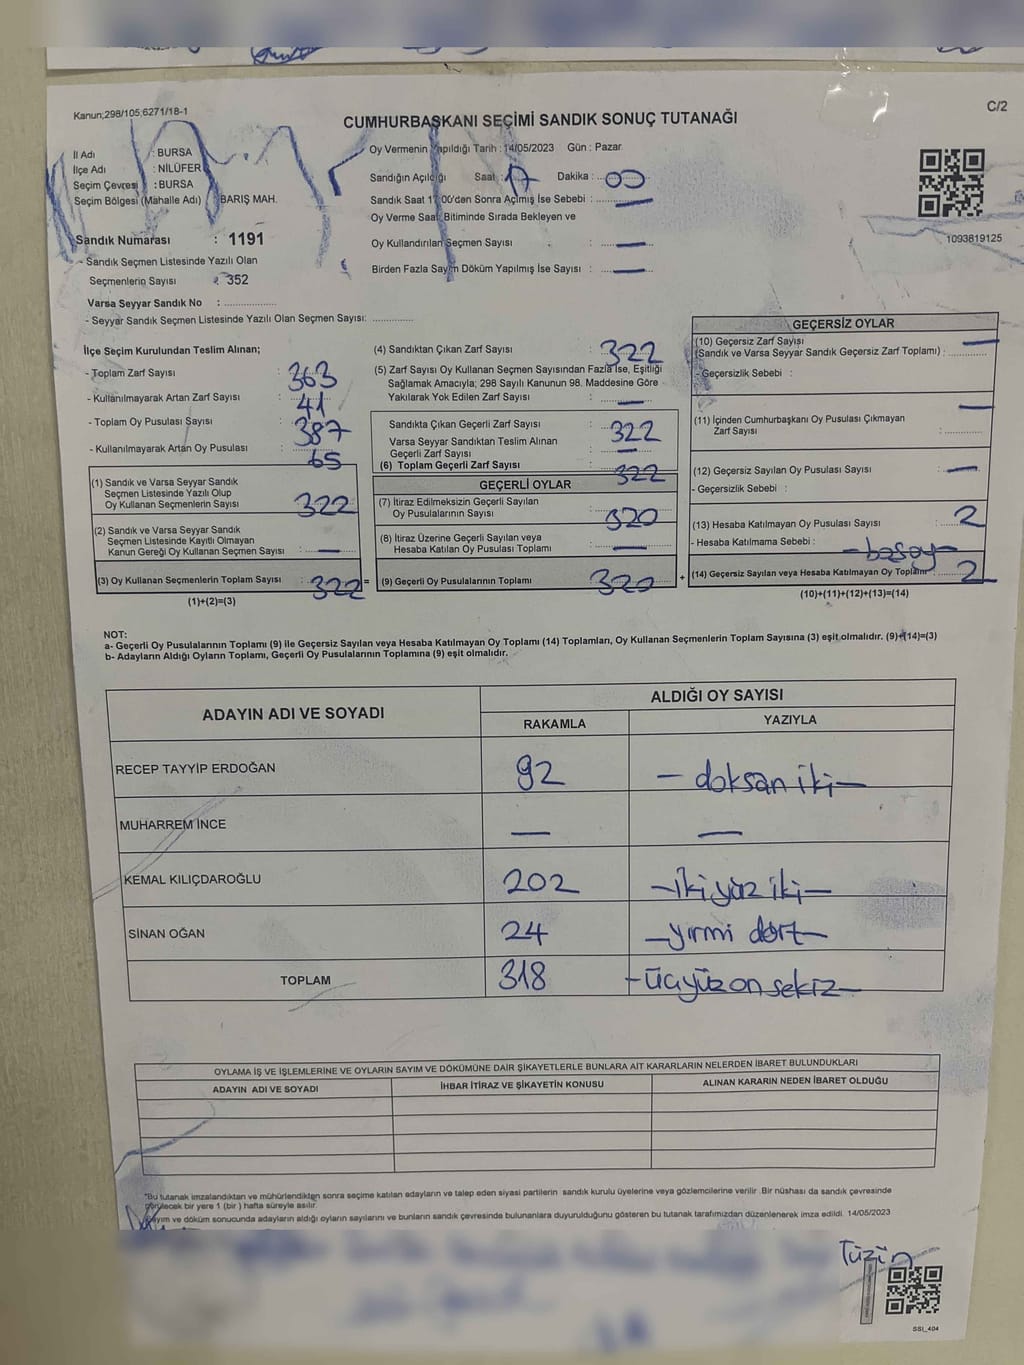 Kanun;298/105;6271/18-1
C/2
CUMHURBAŞKANI SEÇİMİ SANDIK SONUÇ TUTANAĞI
İl Adı : BURSA
İlçe Adı : NİLÜFER
Seçim Çevresi : BURSA
Seçim Bölgesi (Mahalle Adı) BARIŞ MAH.
Sandık Numarası : 1191
- Sandık Seçmen Listesinde Yazılı Olan
Seçmenlerin Sayısı : 352
Varsa Seyyar Sandık No : ..................
- Seyyar Sandık Seçmen Listesinde Yazılı Olan Seçmen Sayısı: ..............
Oy Vermenin Yapıldığı Tarih : 14/05/2023 Gün : Pazar
Sandığın Açıldığı Saat : 17 Dakika : 00
Sandık Saat 17:00'den Sonra Açılmış İse Sebebi : —
Oy Verme Saat Bitiminde Sırada Bekleyen ve
Oy Kullandırılan Seçmen Sayısı : —
Birden Fazla Sayım Döküm Yapılmış İse Sayısı : —
1093819125
İlçe Seçim Kurulundan Teslim Alınan;
- Toplam Zarf Sayısı : 363
- Kullanılmayarak Artan Zarf Sayısı : 41
- Toplam Oy Pusulası Sayısı : 387
- Kullanılmayarak Artan Oy Pusulası : 65
(1) Sandık ve Varsa Seyyar Sandık
Seçmen Listesinde Yazılı Olup
Oy Kullanan Seçmenlerin Sayısı : 322
(2) Sandık ve Varsa Seyyar Sandık
Seçmen Listesinde Kayıtlı Olmayan
Kanun Gereği Oy Kullanan Seçmen Sayısı : —
(3) Oy Kullanan Seçmenlerin Toplam Sayısı : 322 =
(1)+(2)=(3)
(4) Sandıktan Çıkan Zarf Sayısı : 322
(5) Zarf Sayısı Oy Kullanan Seçmen Sayısından Fazla İse, Eşitliği
Sağlamak Amacıyla; 298 Sayılı Kanunun 98. Maddesine Göre
Yakılarak Yok Edilen Zarf Sayısı : —
Sandıkta Çıkan Geçerli Zarf Sayısı : 322
Varsa Seyyar Sandıktan Teslim Alınan
Geçerli Zarf Sayısı : —
(6) Toplam Geçerli Zarf Sayısı : 322
GEÇERLİ OYLAR
(7) İtiraz Edilmeksizin Geçerli Sayılan
Oy Pusulalarının Sayısı : 320
(8) İtiraz Üzerine Geçerli Sayılan veya
Hesaba Katılan Oy Pusulası Toplamı : —
(9) Geçerli Oy Pusulalarının Toplamı : 320 +
GEÇERSİZ OYLAR
(10) Geçersiz Zarf Sayısı
(Sandık ve Varsa Seyyar Sandık Geçersiz Zarf Toplamı) : —
- Geçersizlik Sebebi :
(11) İçinden Cumhurbaşkanı Oy Pusulası Çıkmayan
Zarf Sayısı : —
(12) Geçersiz Sayılan Oy Pusulası Sayısı : —
- Geçersizlik Sebebi :
(13) Hesaba Katılmayan Oy Pusulası Sayısı : 2
- Hesaba Katılmama Sebebi :
(14) Geçersiz Sayılan veya Hesaba Katılmayan Oy Toplamı : 2
(10)+(11)+(12)+(13)=(14)
NOT:
a- Geçerli Oy Pusulalarının Toplamı (9) ile Geçersiz Sayılan veya Hesaba Katılmayan Oy Toplamı (14) Toplamları, Oy Kullanan Seçmenlerin Toplam Sayısına (3) eşit olmalıdır. (9)+(14)=(3)
b- Adayların Aldığı Oyların Toplamı, Geçerli Oy Pusulalarının Toplamına (9) eşit olmalıdır.
ADAYIN ADI VE SOYADI ALDIĞI OY SAYISI
RAKAMLA YAZIYLA
RECEP TAYYİP ERDOĞAN 92 — doksan iki —
MUHARREM İNCE — —
KEMAL KILIÇDAROĞLU 202 — iki yüz iki —
SİNAN OĞAN 24 — yirmi dört —
TOPLAM 318 — üçyüz on sekiz —
OYLAMA İŞ VE İŞLEMLERİNE VE OYLARIN SAYIM VE DÖKÜMÜNE DAİR ŞİKAYETLERLE BUNLARA AİT KARARLARIN NELERDEN İBARET BULUNDUKLARI
ADAYIN ADI VE SOYADI İHBAR İTİRAZ VE ŞİKAYETİN KONUSU ALINAN KARARIN NEDEN İBARET OLDUĞU
"Bu tutanak imzalandıktan ve mühürlendikten sonra seçime katılan adayların ve talep eden siyasi partilerin sandık kurulu üyelerine veya gözlemcilerine verilir .Bir nüshası da sandık çevresinde
görülecek bir yere 1 (bir ) hafta süreyle asılır.
Sayım ve döküm sonucunda adayların aldığı oyların sayılarını ve bunların sandık çevresinde bulunanlara duyurulduğunu gösteren bu tutanak tarafımızdan düzenlenerek imza edildi. 14/05/2023
Tüzün
SSİ_404